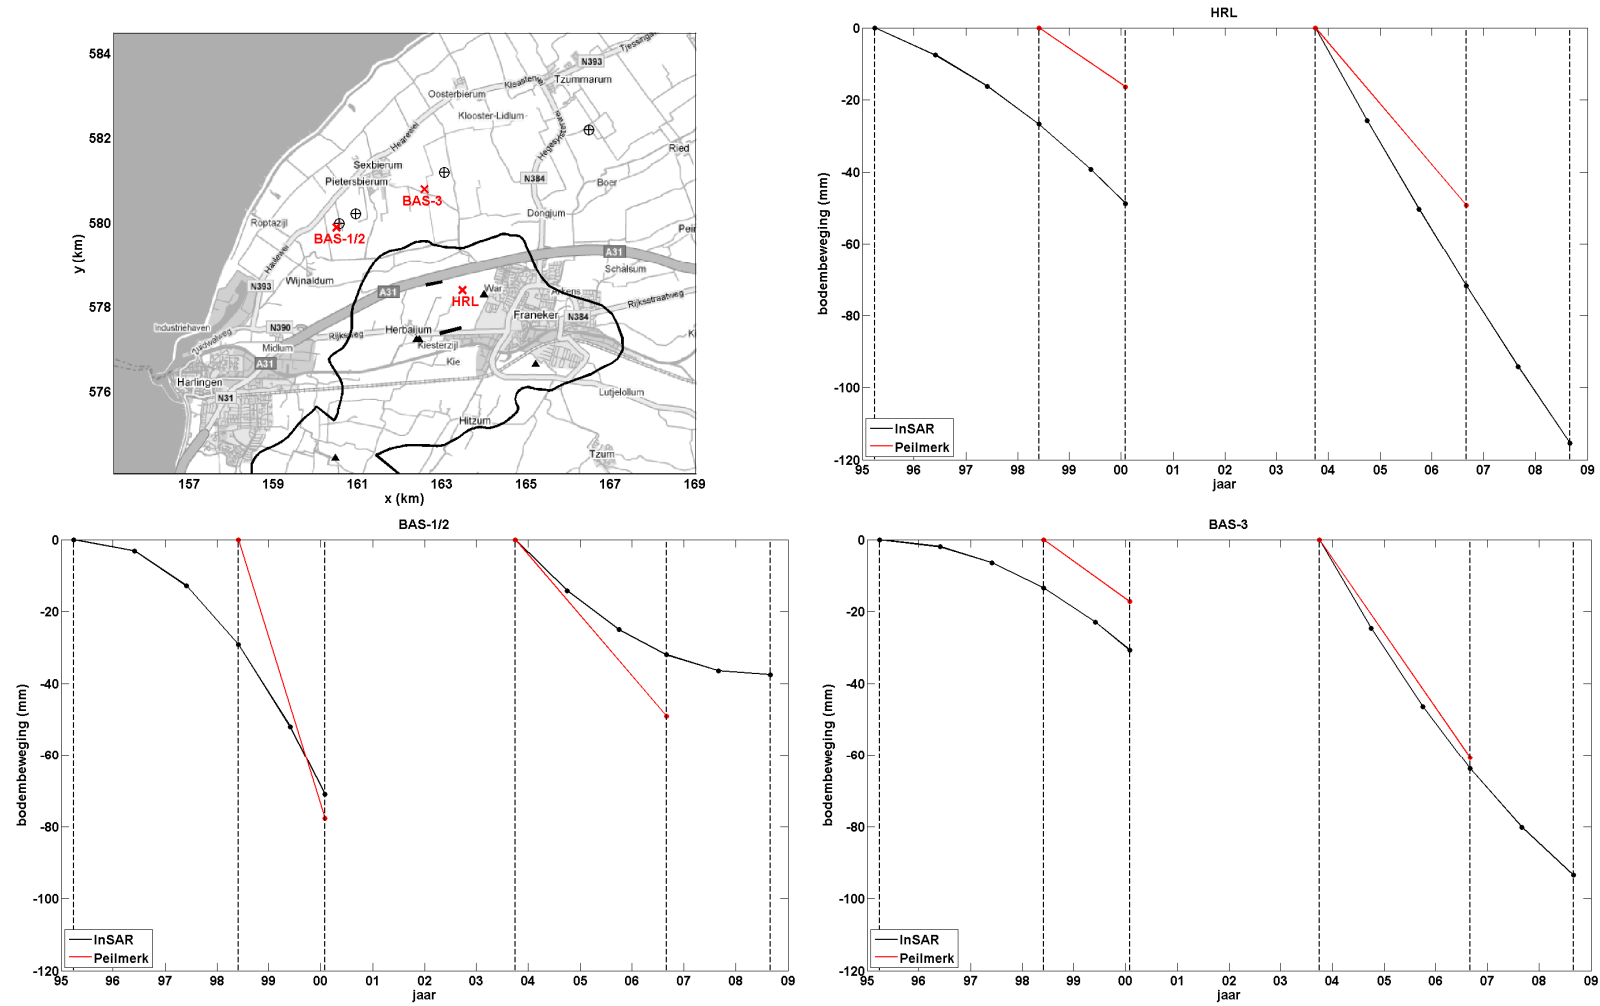 584
582
580
578
576
y (km)
157
159
161
163
165
167
169
x (km)
N393
Tzummarum
Oosterbierum
Klooster-Lidlum
Hearewei
Sexbierum
Pietersbierum
Ried
N384
Boer
BAS-3
Dongjum
Roptazijl
BAS-1/2
Haulewei
Wijnaldum
A31
Schalsum
N393
A31
HRL
War
Arkens
Rijksstraatweg
Franeker
N384
Industriehaven
N390
Rijksweg
Herbaijum
Kiesterzijl
Midlum
Kie
A31
Harlingen
N31
Lutjelollum
Hitzum
Tzum
HRL
0
-20
-40
-60
-80
-100
-120
bodembeweging (mm)
InSAR
Peilmerk
95
96
97
98
99
00
01
02
03
04
05
06
07
08
09
jaar
BAS-1/2
0
-20
-40
-60
-80
-100
-120
bodembeweging (mm)
InSAR
Peilmerk
95
96
97
98
99
00
01
02
03
04
05
06
07
08
09
jaar
BAS-3
0
-20
-40
-60
-80
-100
-120
bodembeweging (mm)
InSAR
Peilmerk
95
96
97
98
99
00
01
02
03
04
05
06
07
08
09
jaar